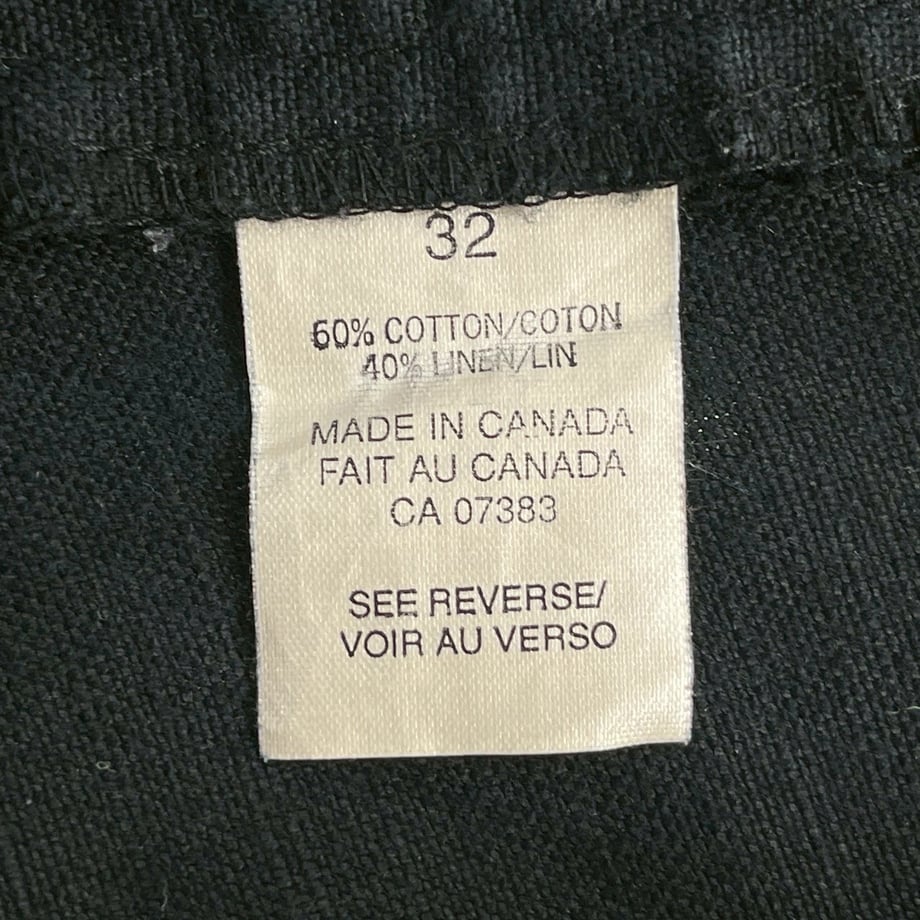 32
60% COTTON/COTON
40% LINEN/LIN
MADE IN CANADA
FAIT AU CANADA
CA 07383
SEE REVERSE/
VOIR AU VERSO